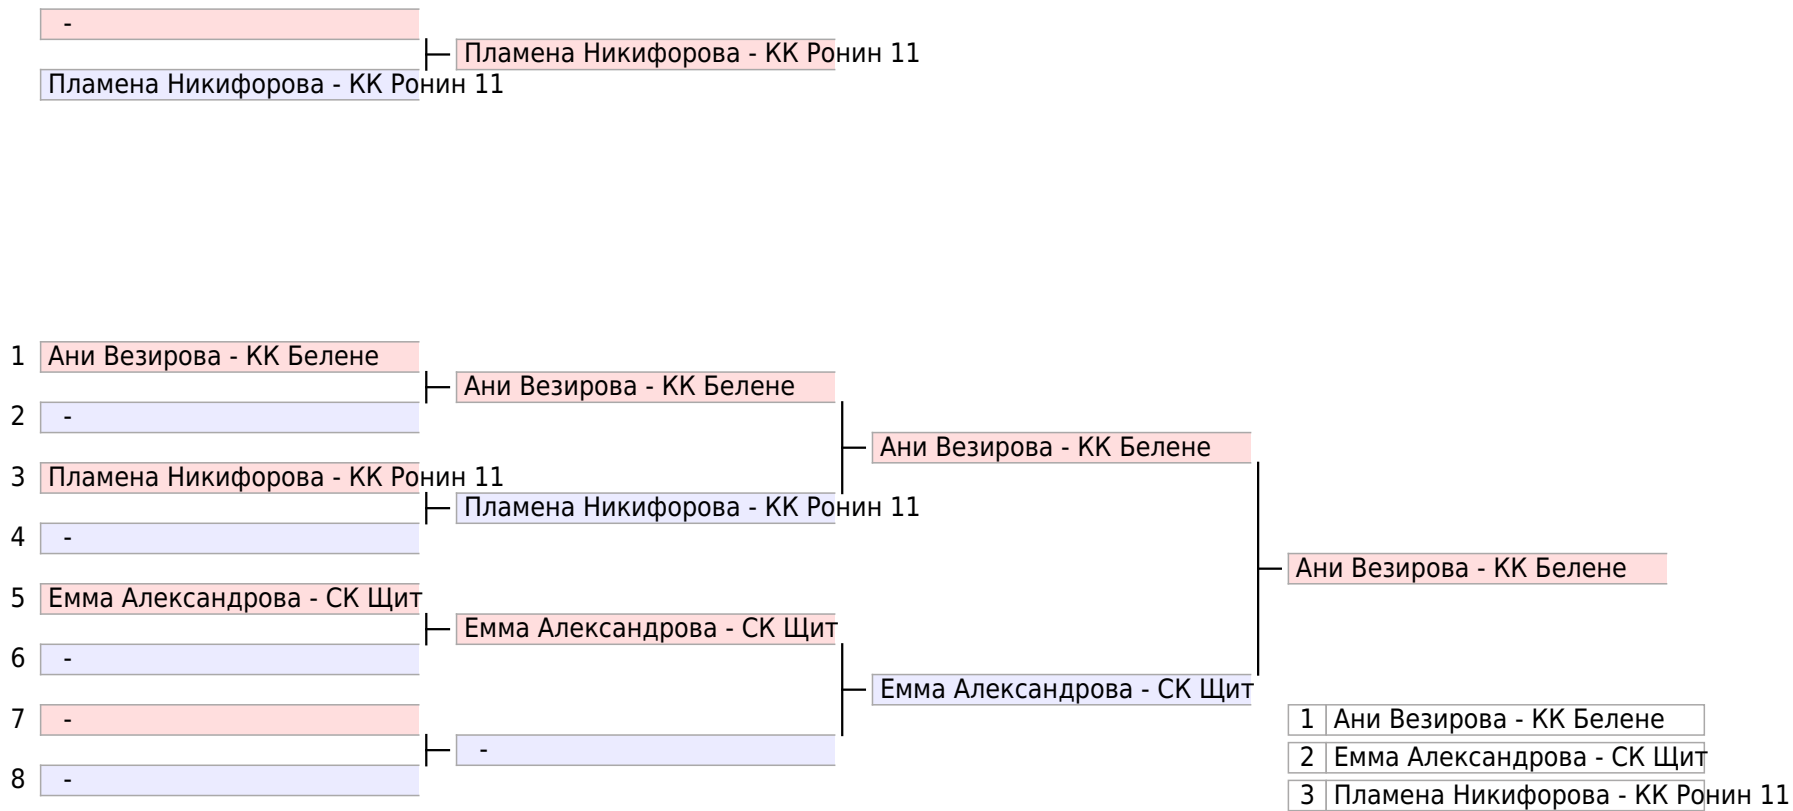 -
Пламена Никифорова - КК Ронин 11
Пламена Никифорова - КК Ронин 11
1 Ани Везирова - КК Белене
Ани Везирова - КК Белене
2 -
Ани Везирова - КК Белене
3 Пламена Никифорова - КК Ронин 11
Пламена Никифорова - КК Ронин 11
4 -
Ани Везирова - КК Белене
5 Емма Александрова - СК Щит
Емма Александрова - СК Щит
6 -
Емма Александрова - СК Щит
7 -
-
8 -
1 Ани Везирова - КК Белене
2 Емма Александрова - СК Щит
3 Пламена Никифорова - КК Ронин 11